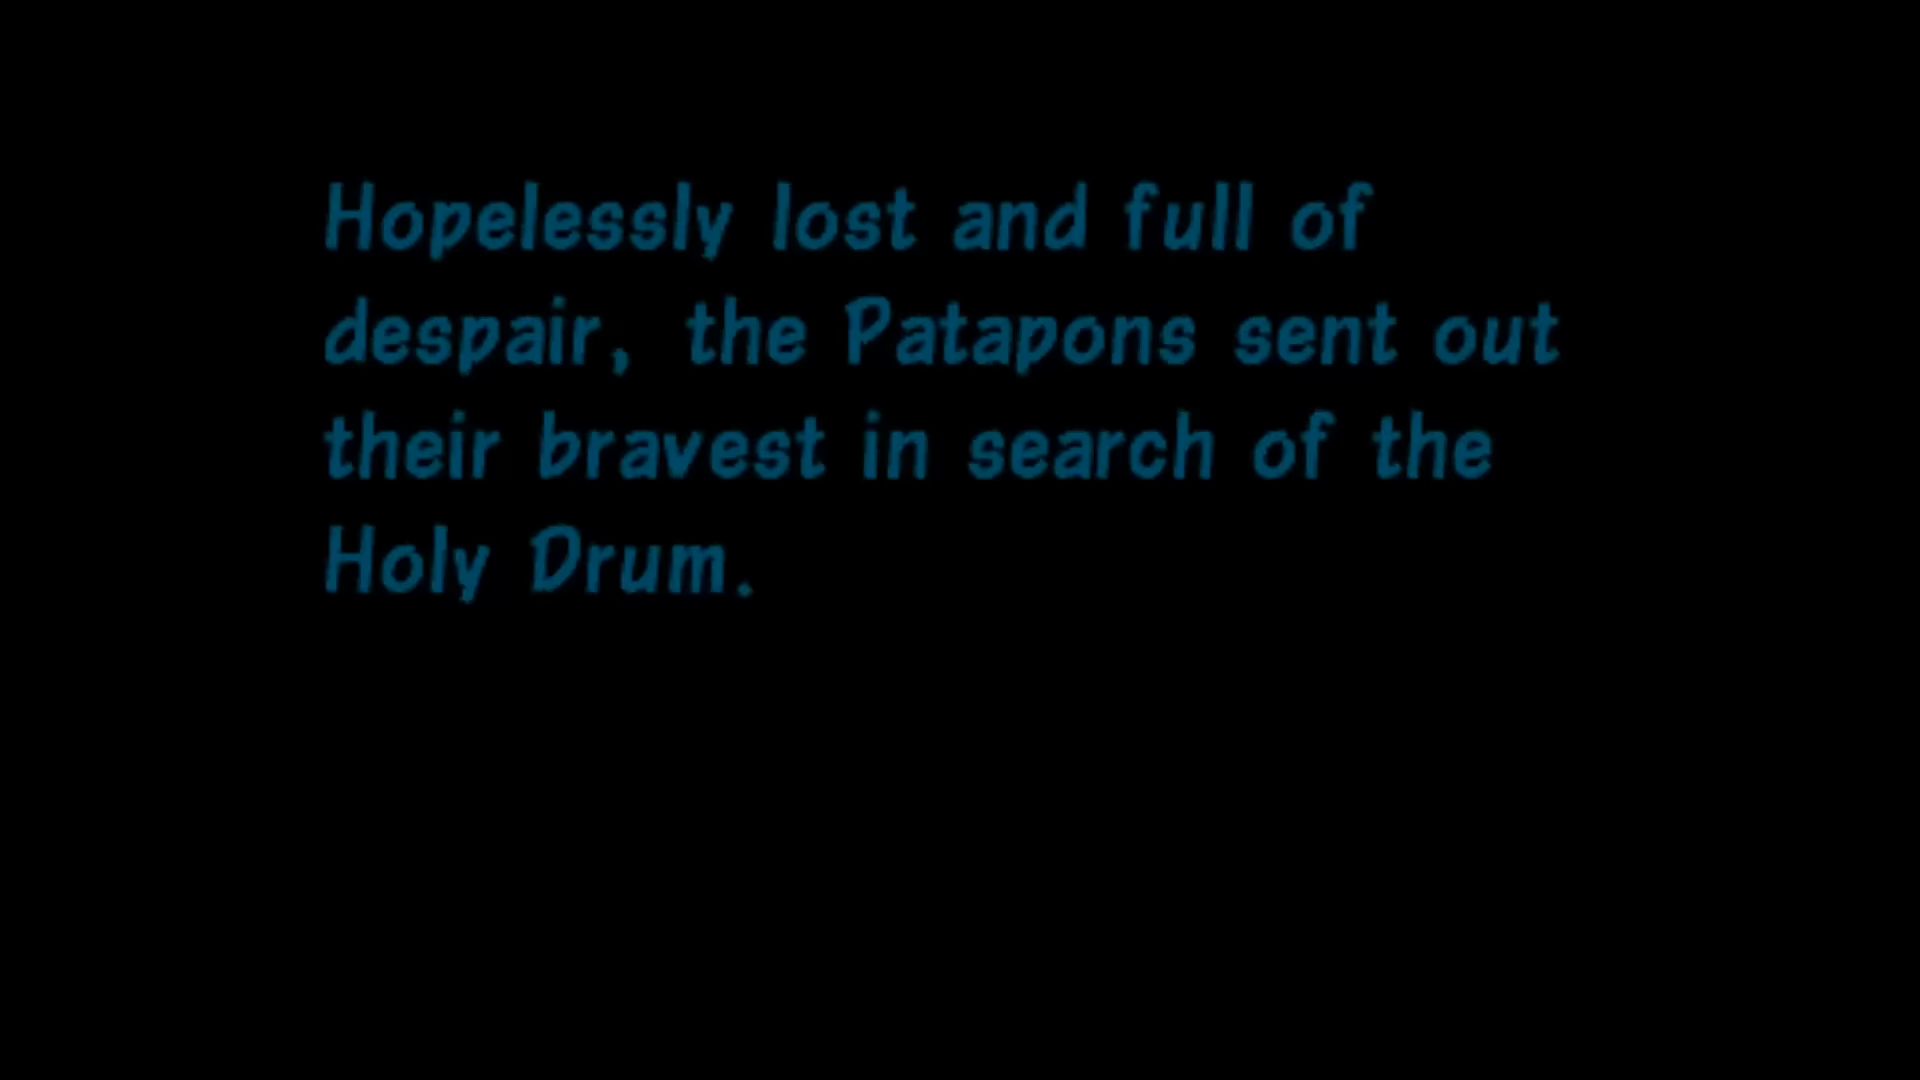 Hopelessly lost and full of
despair, the Patapons sent out
their bravest in search of the
Holy Drum.